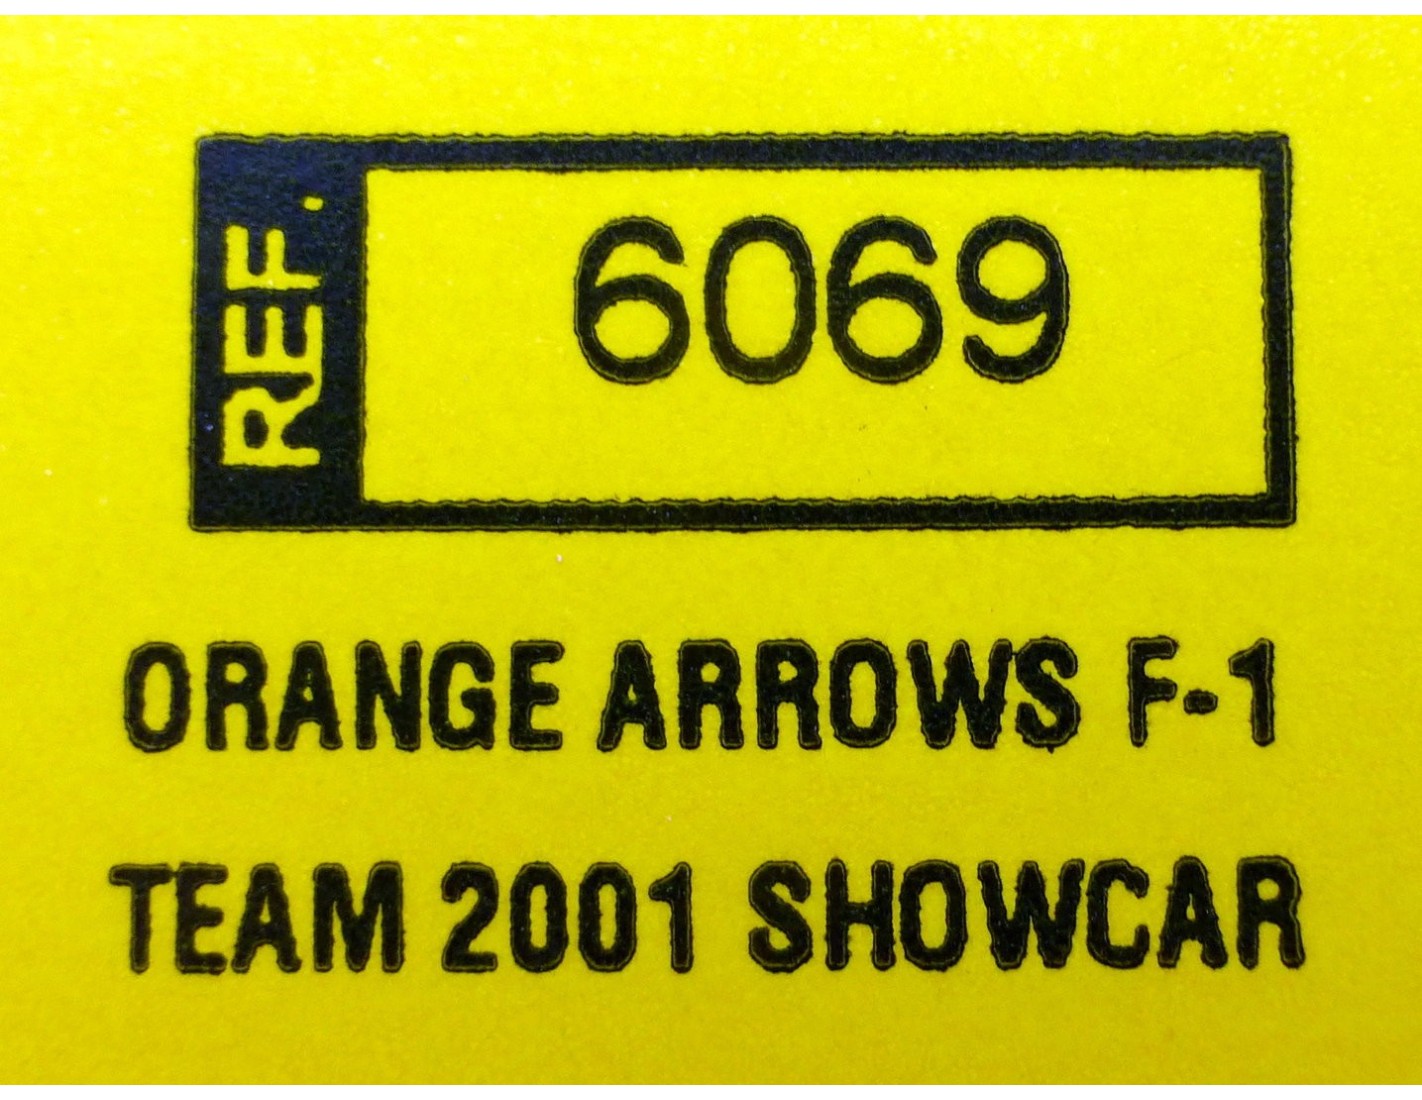 REF.
6069
ORANGE ARROWS F-1
TEAM 2001 SHOWCAR